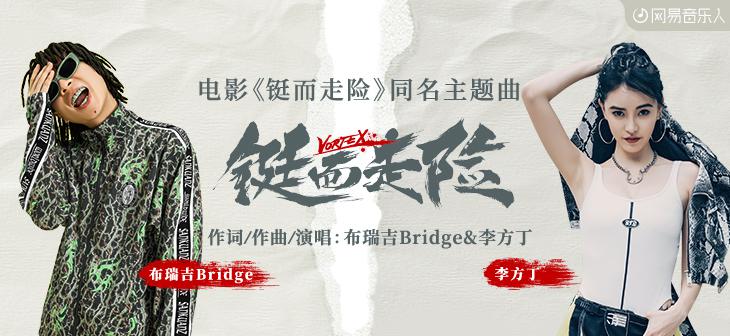 网易音乐人
电影《铤而走险》同名主题曲
VORTEX
铤而走险
作词/作曲/演唱:布瑞吉Bridge&李方丁
布瑞吉Bridge
李方丁
SANKUANZ